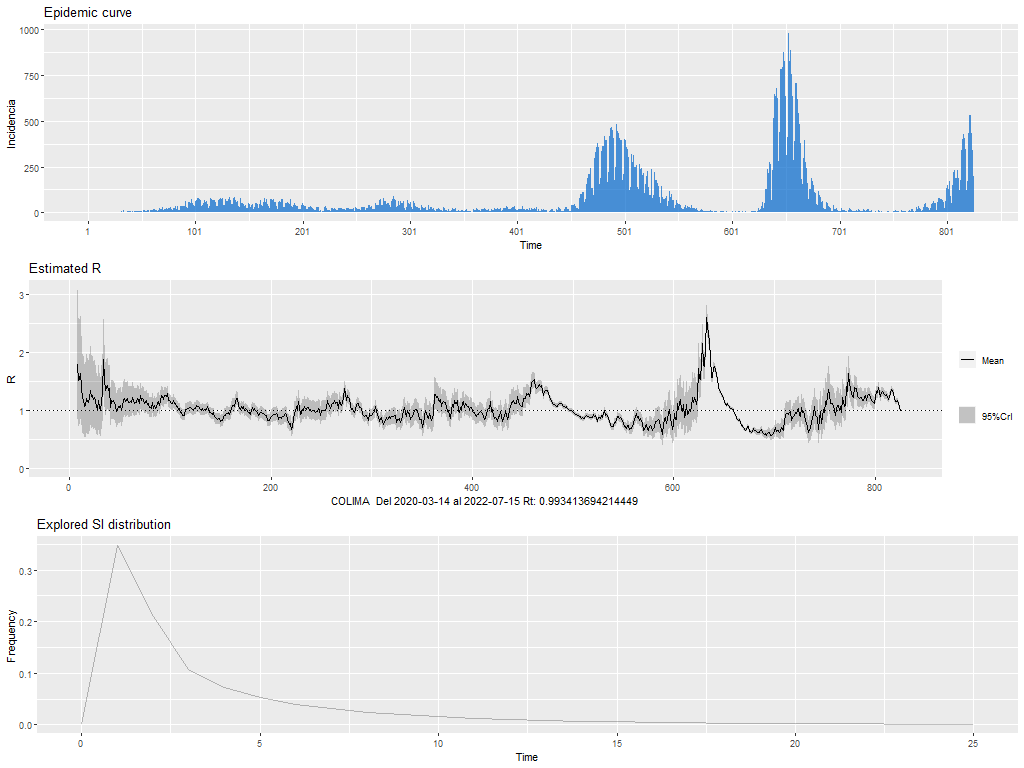 Epidemic curve
1000
750
500
250
0
Incidencia
1 101 201 301 401 501 601 701 801
Time
Estimated R
3
2
1
0
R
Mean
95%CrI
0 200 400 600 800
COLIMA Del 2020-03-14 al 2022-07-15 Rt: 0.993413694214449
Explored SI distribution
0.3
0.2
0.1
0.0
Frequency
0 5 10 15 20 25
Time